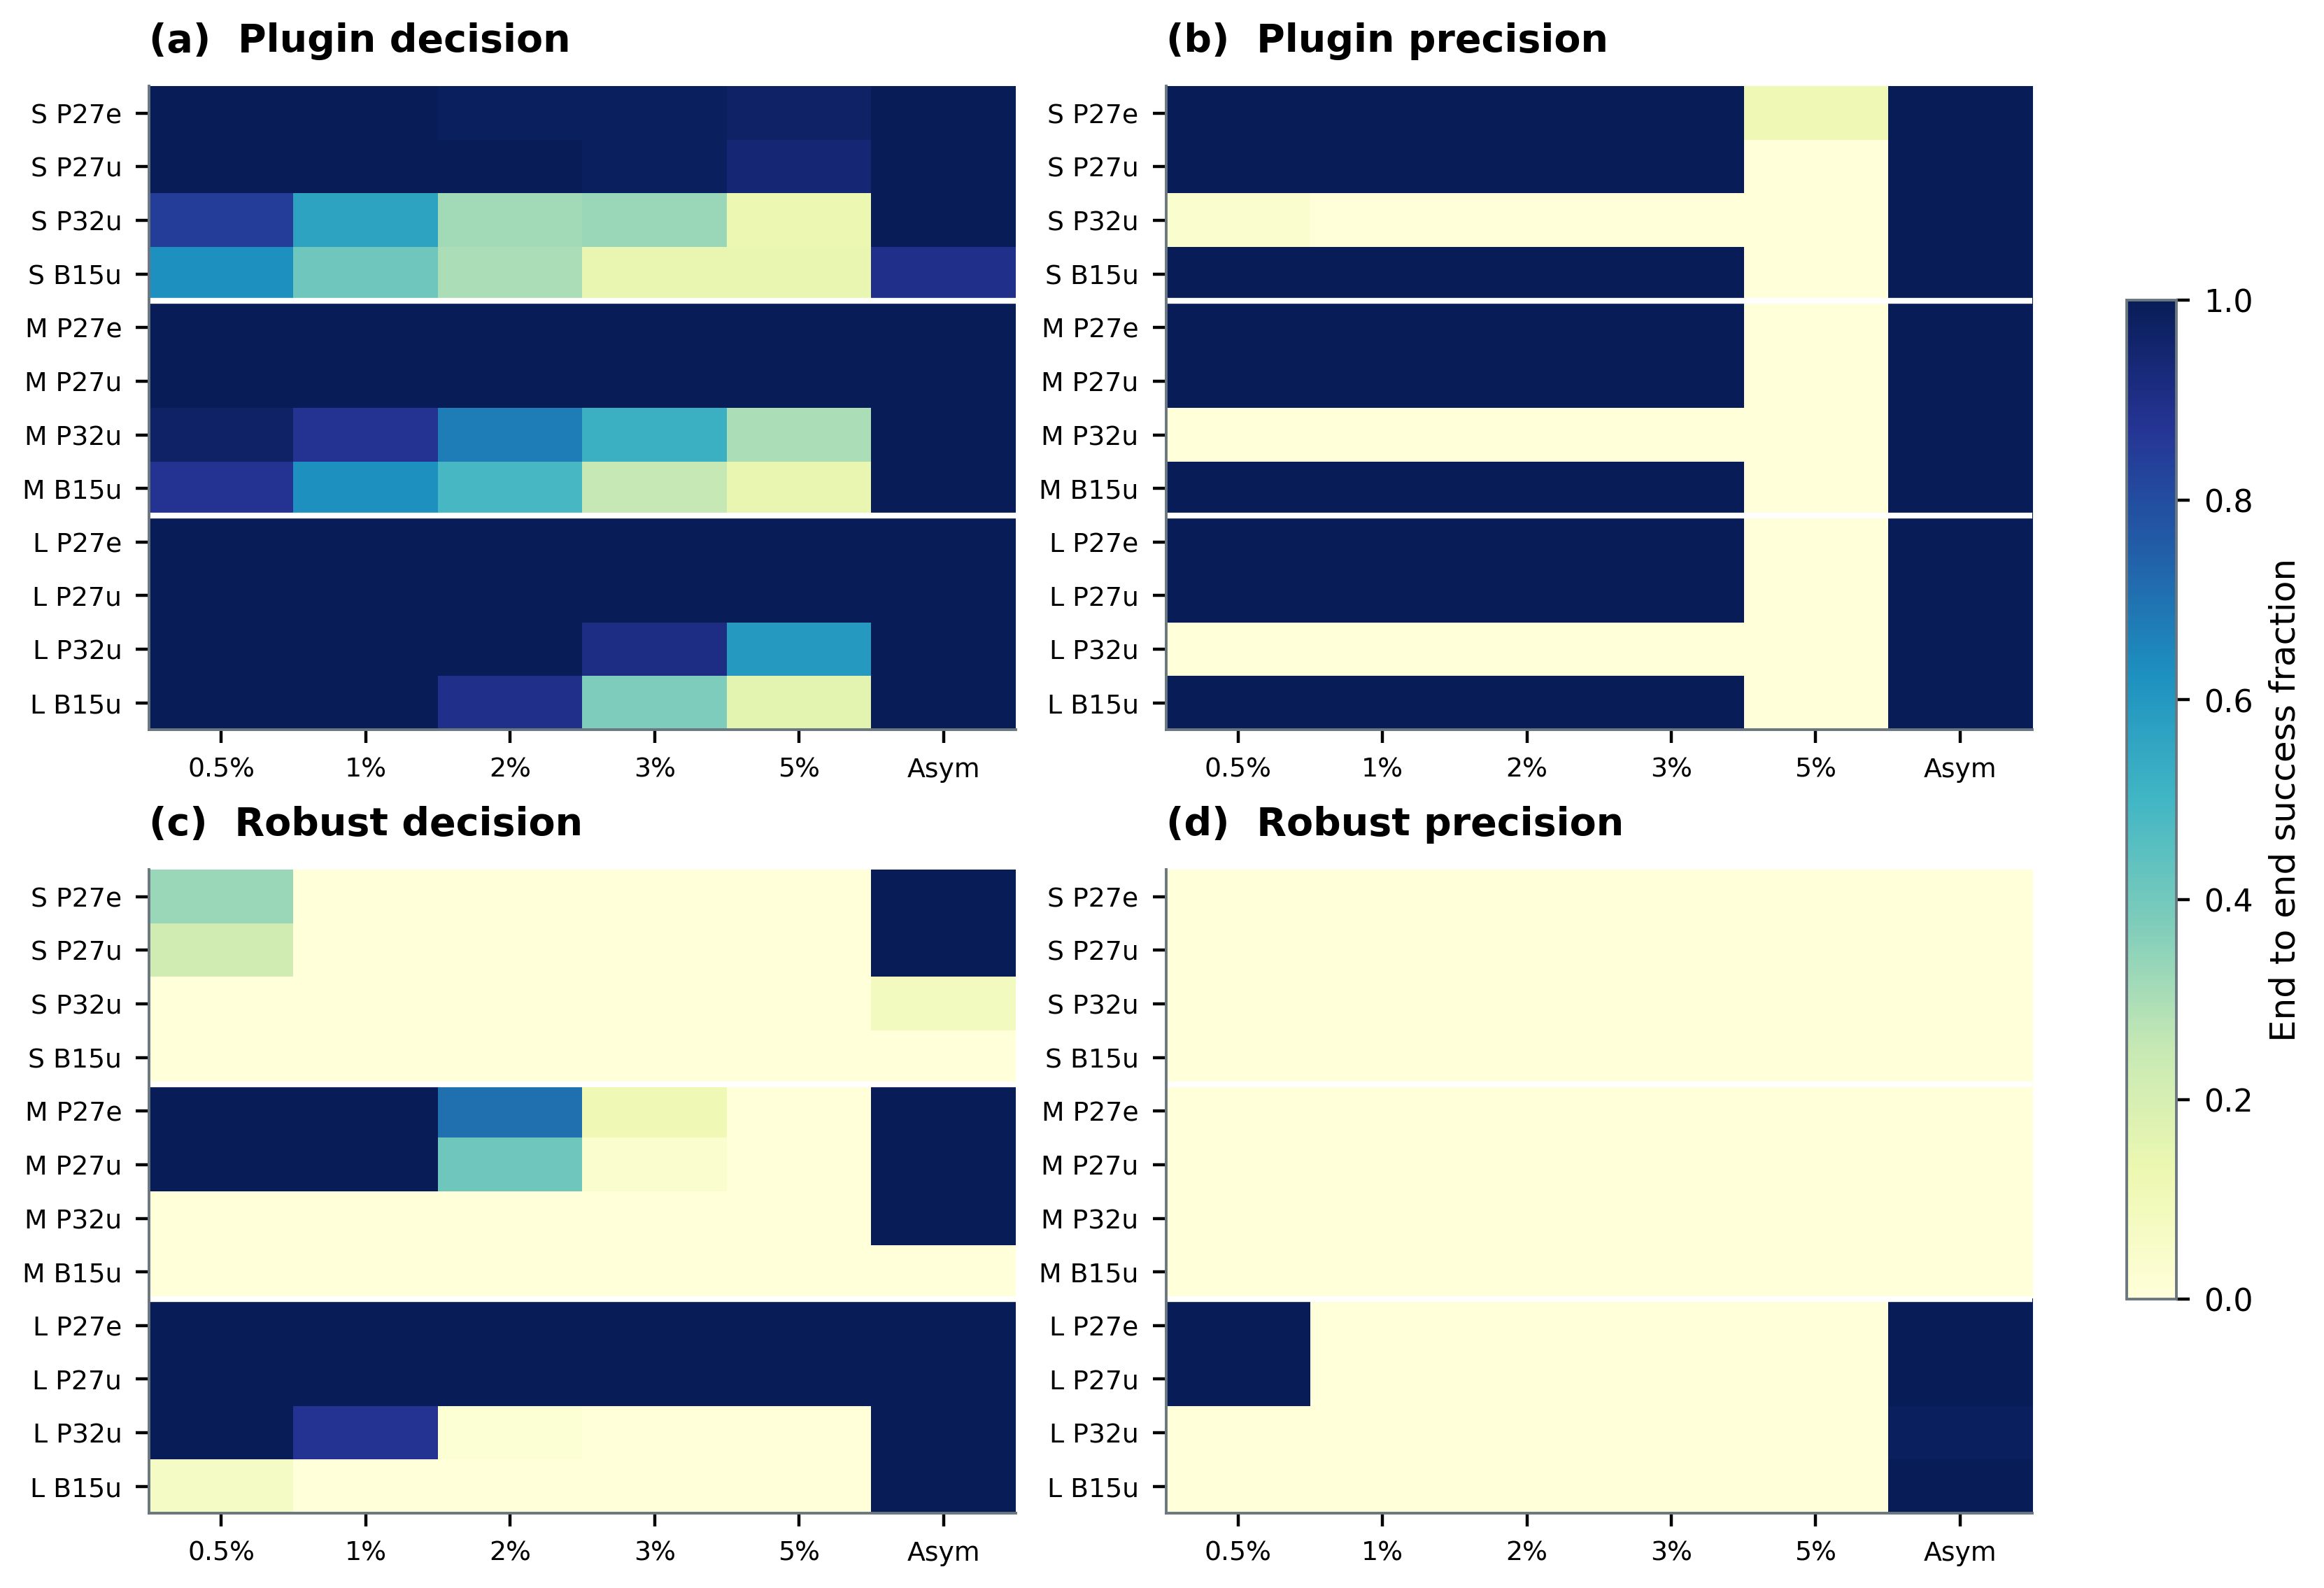 (a) Plugin decision
S P27e
S P27u
S P32u
S B15u
M P27e
M P27u
M P32u
M B15u
L P27e
L P27u
L P32u
L B15u
0.5% 1% 2% 3% 5% Asym
(b) Plugin precision
S P27e
S P27u
S P32u
S B15u
M P27e
M P27u
M P32u
M B15u
L P27e
L P27u
L P32u
L B15u
0.5% 1% 2% 3% 5% Asym
(c) Robust decision
S P27e
S P27u
S P32u
S B15u
M P27e
M P27u
M P32u
M B15u
L P27e
L P27u
L P32u
L B15u
0.5% 1% 2% 3% 5% Asym
(d) Robust precision
S P27e
S P27u
S P32u
S B15u
M P27e
M P27u
M P32u
M B15u
L P27e
L P27u
L P32u
L B15u
0.5% 1% 2% 3% 5% Asym
1.0
0.8
0.6
0.4
0.2
0.0
End to end success fraction